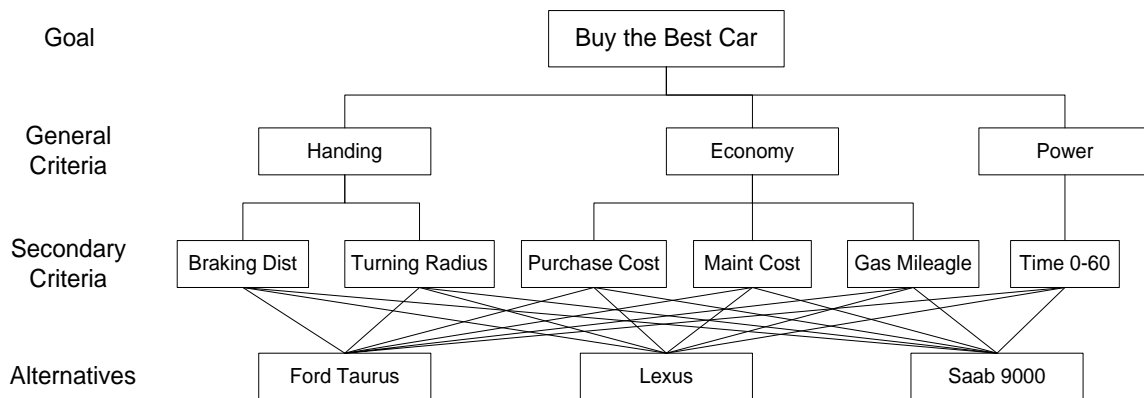 Goal
Buy the Best Car
General
Criteria
Handing
Economy
Power
Secondary
Criteria
Braking Dist
Turning Radius
Purchase Cost
Maint Cost
Gas Mileagle
Time 0-60
Alternatives
Ford Taurus
Lexus
Saab 9000